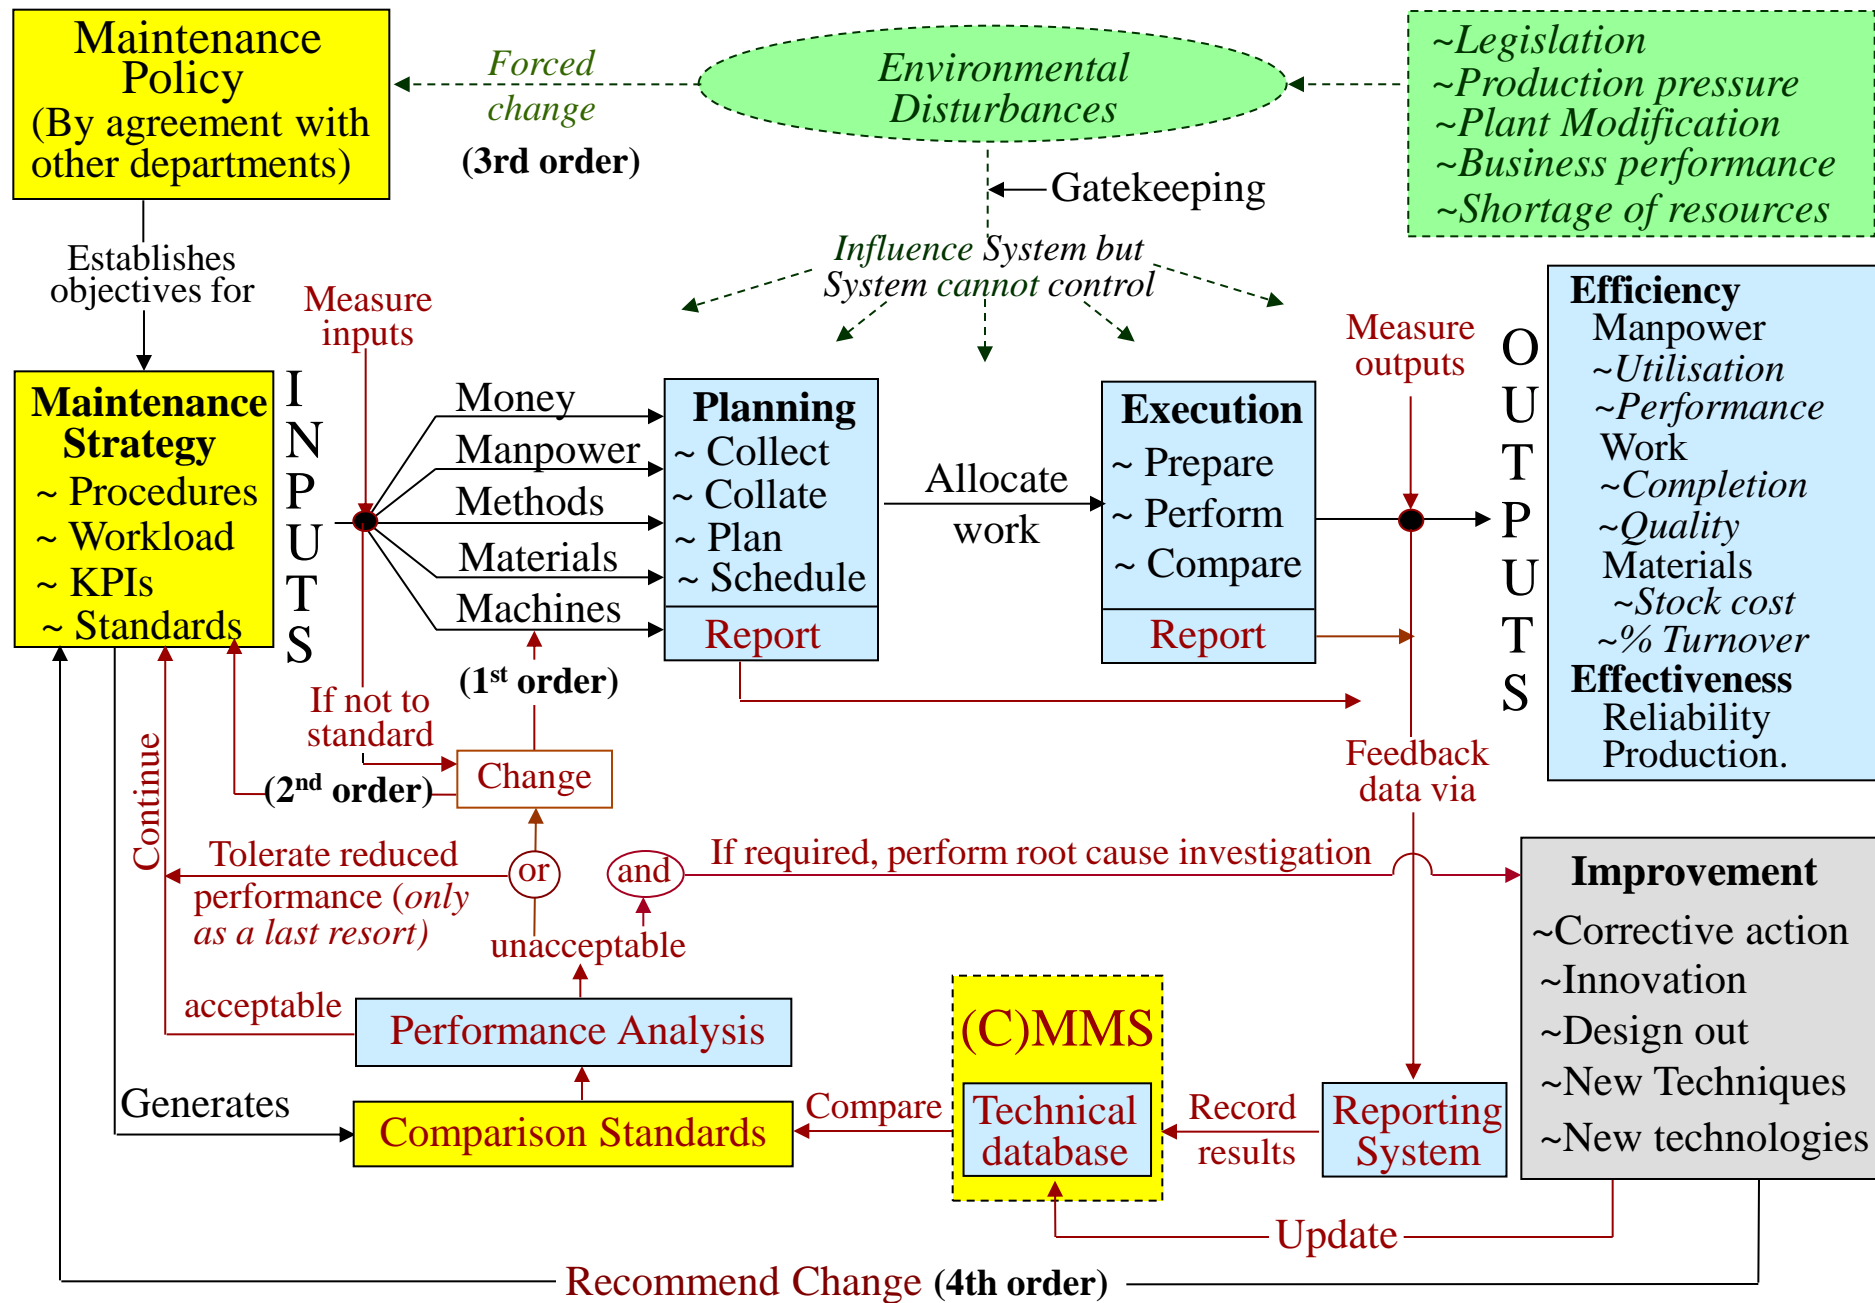 Maintenance
Policy
(By agreement with
other departments)
Forced
change
(3rd order)
Environmental
Disturbances
~Legislation
~Production pressure
~Plant Modification
~Business performance
~Shortage of resources
Gatekeeping
Influence System but
System cannot control
Establishes
objectives for
Measure
inputs
Measure
outputs
Maintenance
Strategy
~ Procedures
~ Workload
~ KPIs
~ Standards
INPUTS
Money
Manpower
Methods
Materials
Machines
Planning
~ Collect
~ Collate
~ Plan
~ Schedule
Report
Allocate
work
Execution
~ Prepare
~ Perform
~ Compare
Report
OUTPUTS
Efficiency
Manpower
~Utilisation
~Performance
Work
~Completion
~Quality
Materials
~Stock cost
~% Turnover
Effectiveness
Reliability
Production.
(1st order)
If not to
standard
Change
(2nd order)
Continue
Feedback
data via
Tolerate reduced
performance (only
as a last resort)
or
and
If required, perform root cause investigation
unacceptable
acceptable
Performance Analysis
Generates
Comparison Standards
Compare
(C)MMS
Technical
database
Record
results
Reporting
System
Improvement
~Corrective action
~Innovation
~Design out
~New Techniques
~New technologies
Update
Recommend Change (4th order)